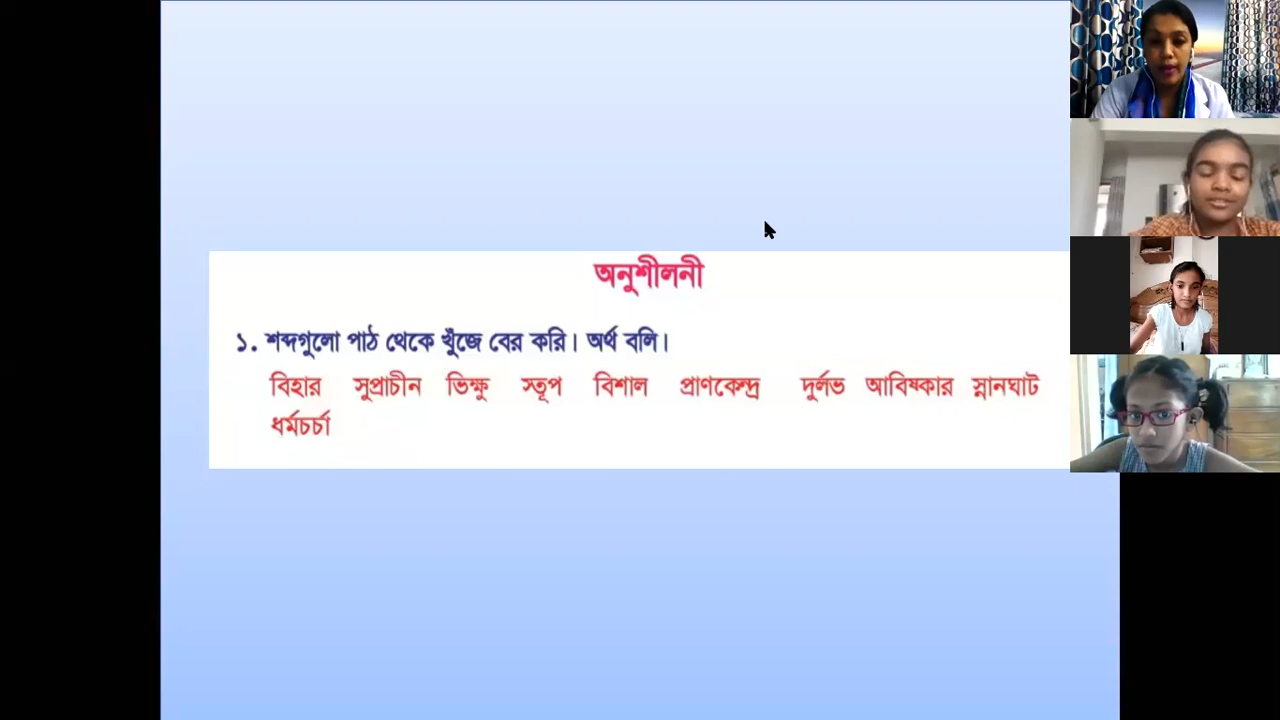 অনুশীলনী
১. শব্দগুলো পাঠ থেকে খুঁজে বের করি। অর্থ বলি।
বিহার সুপ্রাচীন ভিক্ষু স্তূপ বিশাল প্রাণকেন্দ্র দুর্লভ আবিষ্কার স্নানঘাট
ধর্মচর্চা